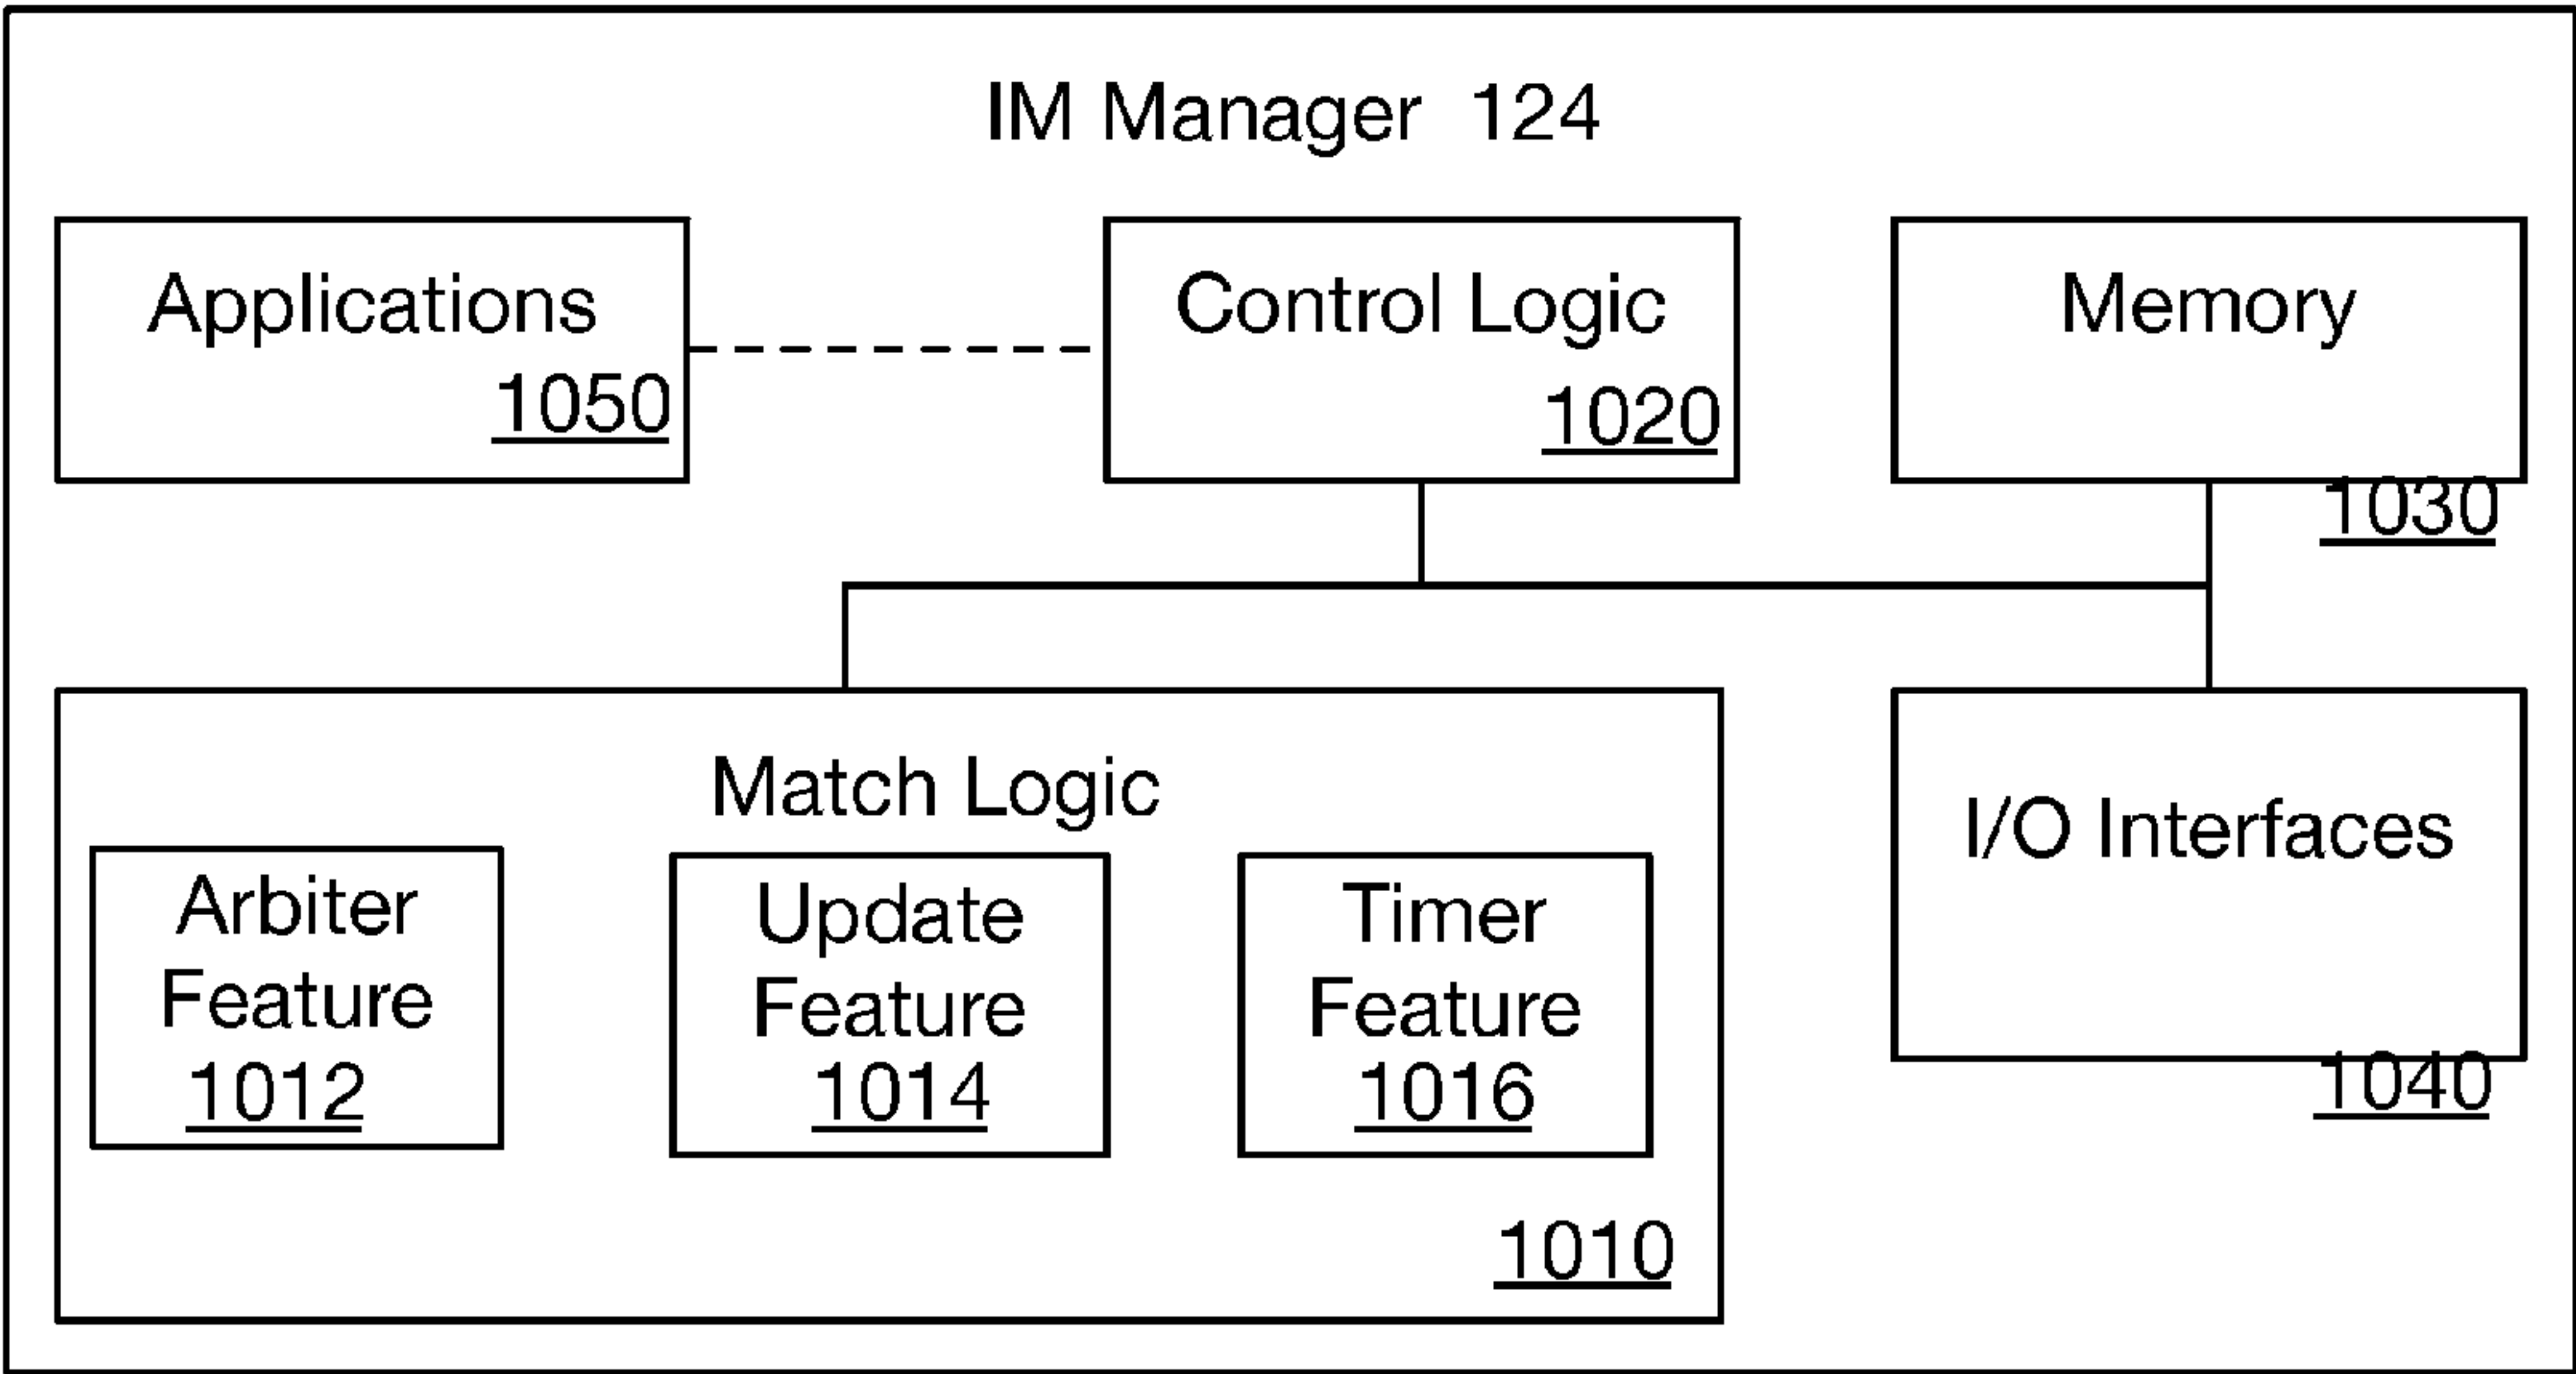 IM Manager 124
Applications
1050
Control Logic
1020
Memory
1030
Match Logic
Arbiter
Feature
1012
Update
Feature
1014
Timer
Feature
1016
1010
I/O Interfaces
1040